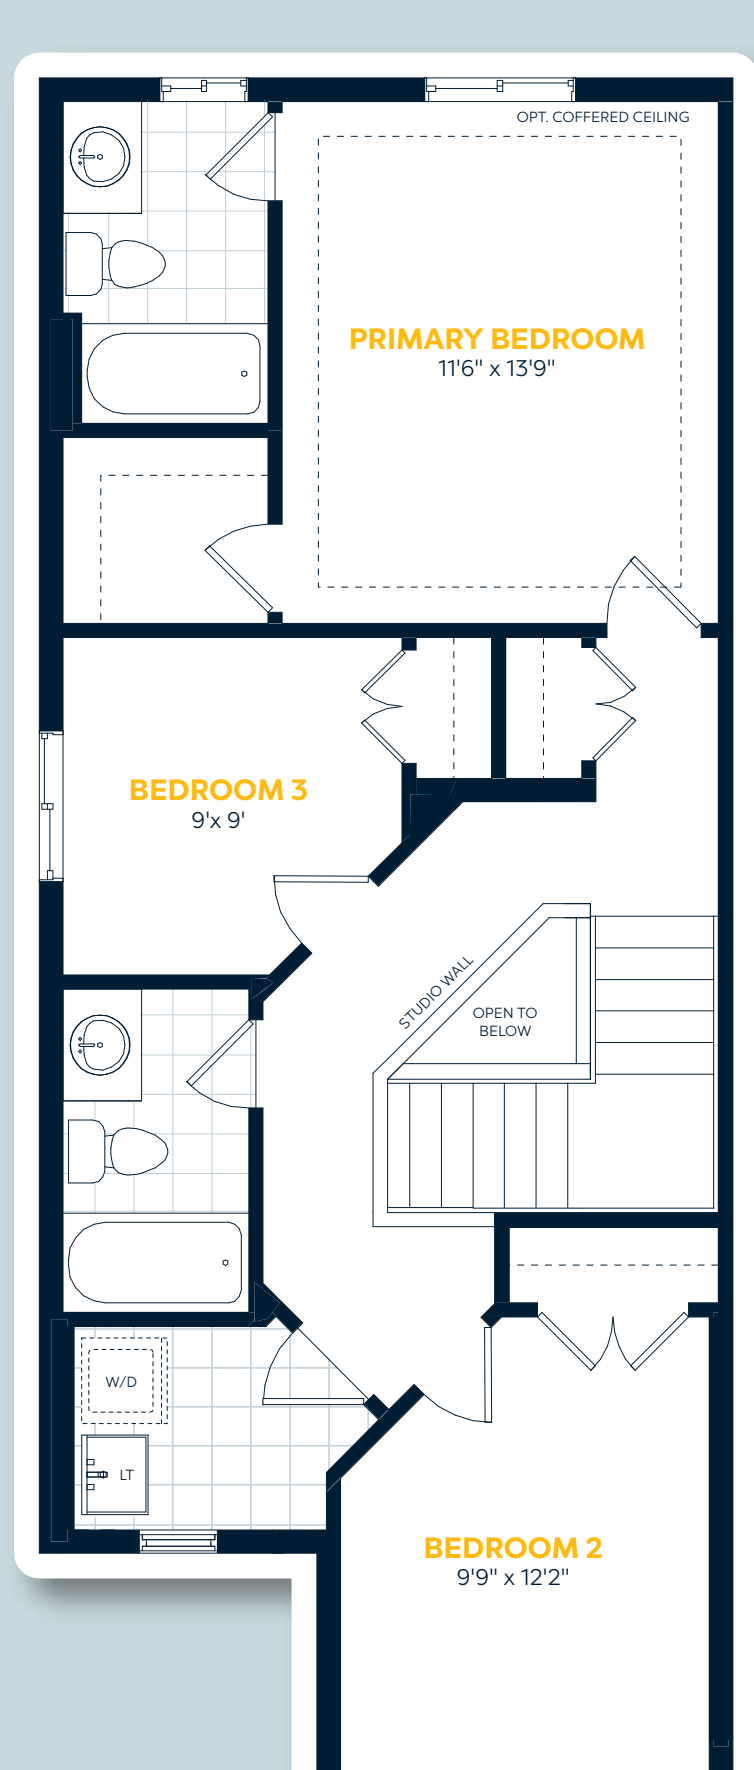 OPT. COFFERED CEILING
PRIMARY BEDROOM
11'6" x 13'9"
BEDROOM 3
9'x 9'
STUDIO WALL
OPEN TO
BELOW
W/D
LT
BEDROOM 2
9'9" x 12'2"